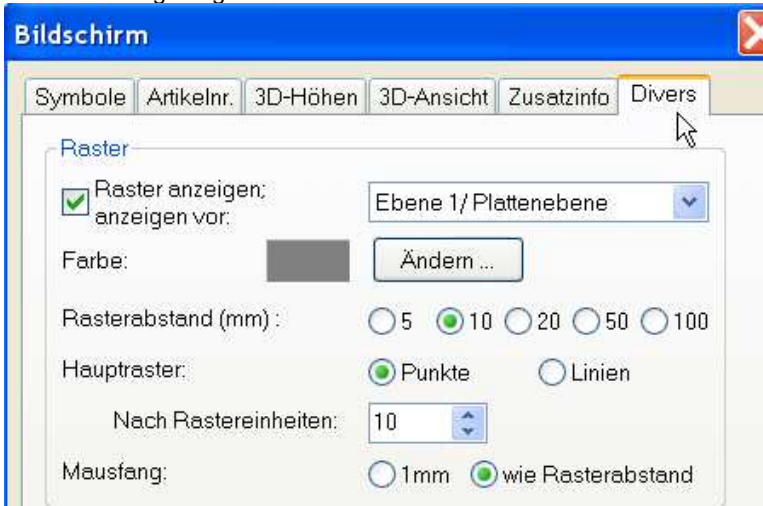 Bildschirm
Symbole Artikelnr. 3D-Höhen 3D-Ansicht Zusatzinfo Divers
Raster
Raster anzeigen;
anzeigen vor:
Ebene 1/ Plattenebene
Farbe: Ändern ...
Rasterabstand (mm) : 5 10 20 50 100
Hauptraster: Punkte Linien
Nach Rastereinheiten: 10
Mausfang: 1mm wie Rasterabstand